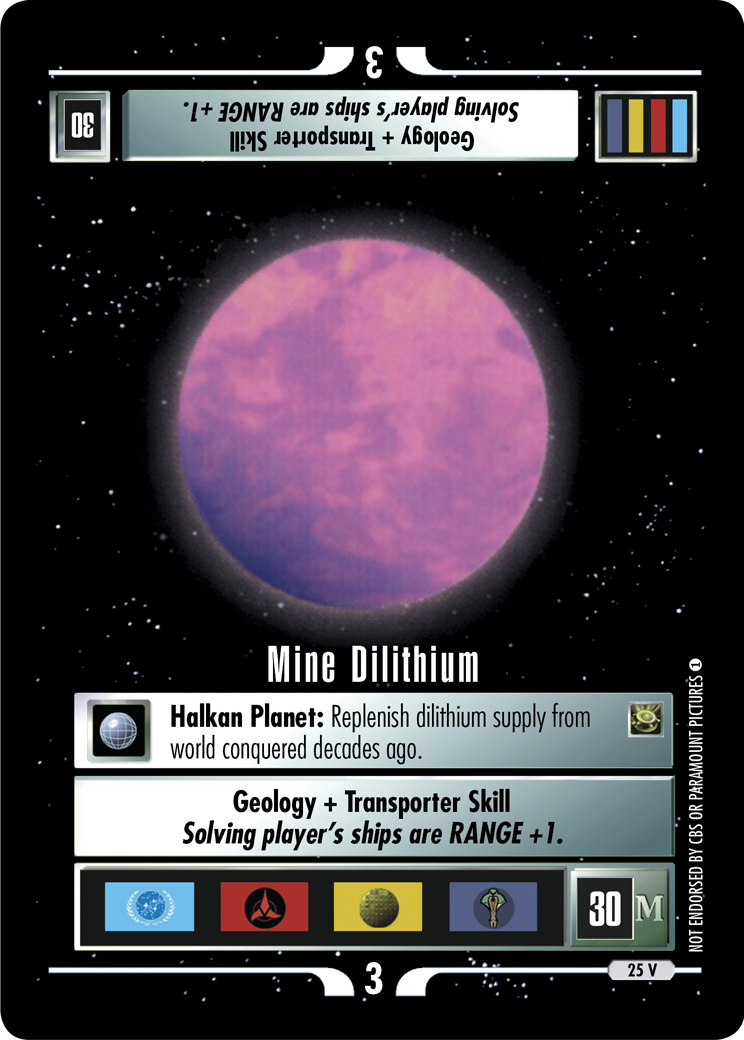 3
30
Geology + Transporter Skill
Solving player's ships are RANGE +1.
Mine Dilithium
Halkan Planet: Replenish dilithium supply from
world conquered decades ago.
Geology + Transporter Skill
Solving player's ships are RANGE +1.
30 M
3
25 V
NOT ENDORSED BY CBS OR PARAMOUNT PICTURES 1